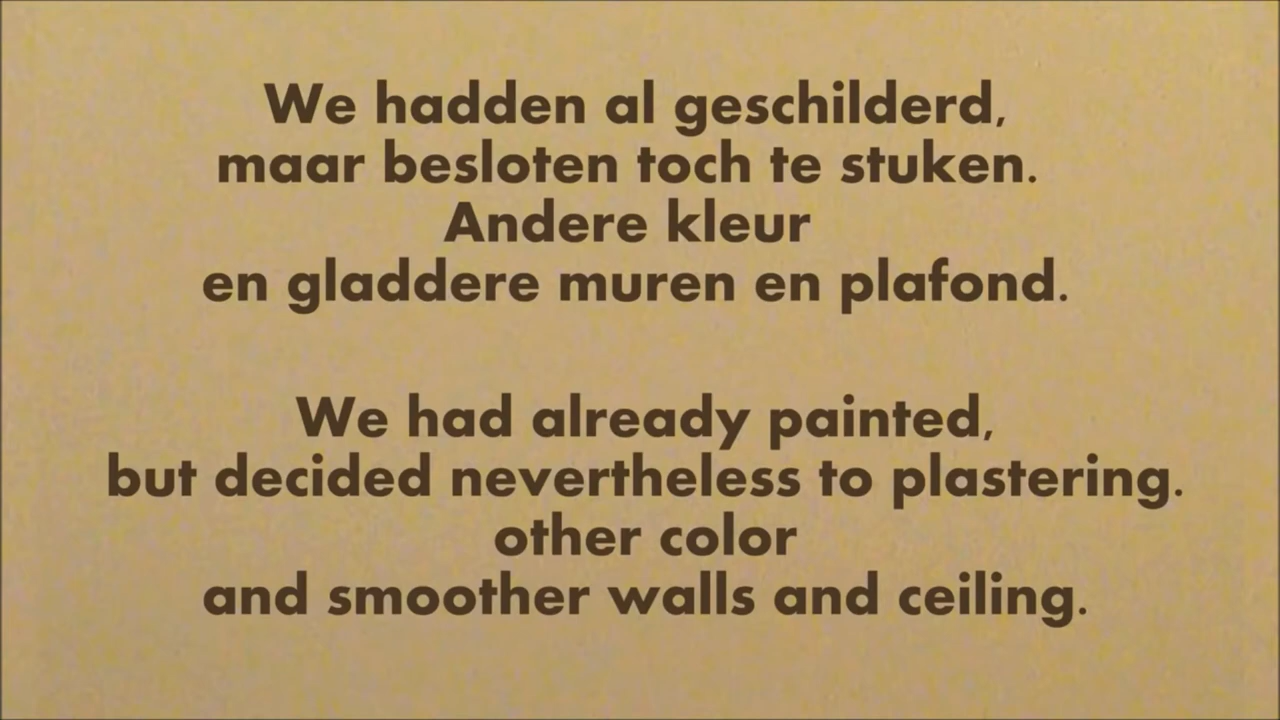 We hadden al geschilderd,
maar besloten toch te stuken.
Andere kleur
en gladdere muren en plafond.
We had already painted,
but decided nevertheless to plastering.
other color
and smoother walls and ceiling.